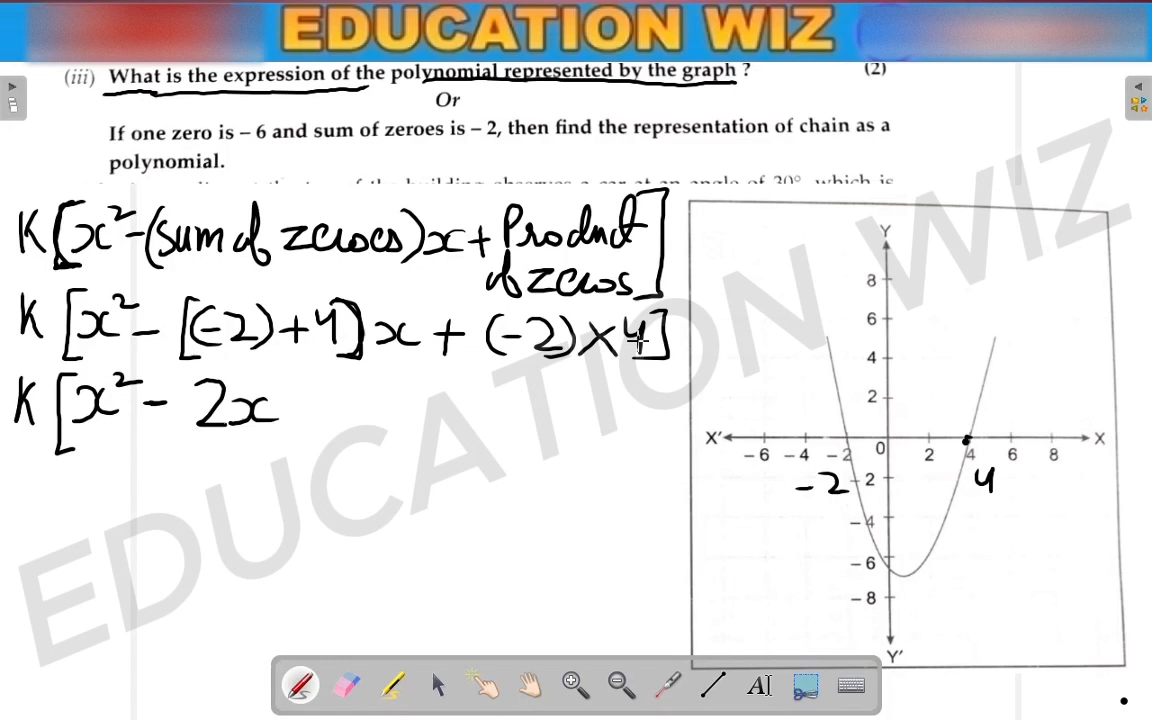 EDUCATION WIZ
(iii) What is the expression of the polynomial represented by the graph ? (2)
Or
If one zero is – 6 and sum of zeroes is – 2, then find the representation of chain as a
polynomial.
K[x²-(sum of zeroes)x+ Product
of zeros]
K[x² - [(-2)+4]x + (-2)×4]
K[x² - 2x
Y
8
6
4
2
X′ -6 -4 -2 0 2 4 6 8 X
-2 4
-2
-4
-6
-8
Y′
EDUCATION WIZ
EDUCATION WIZ
A